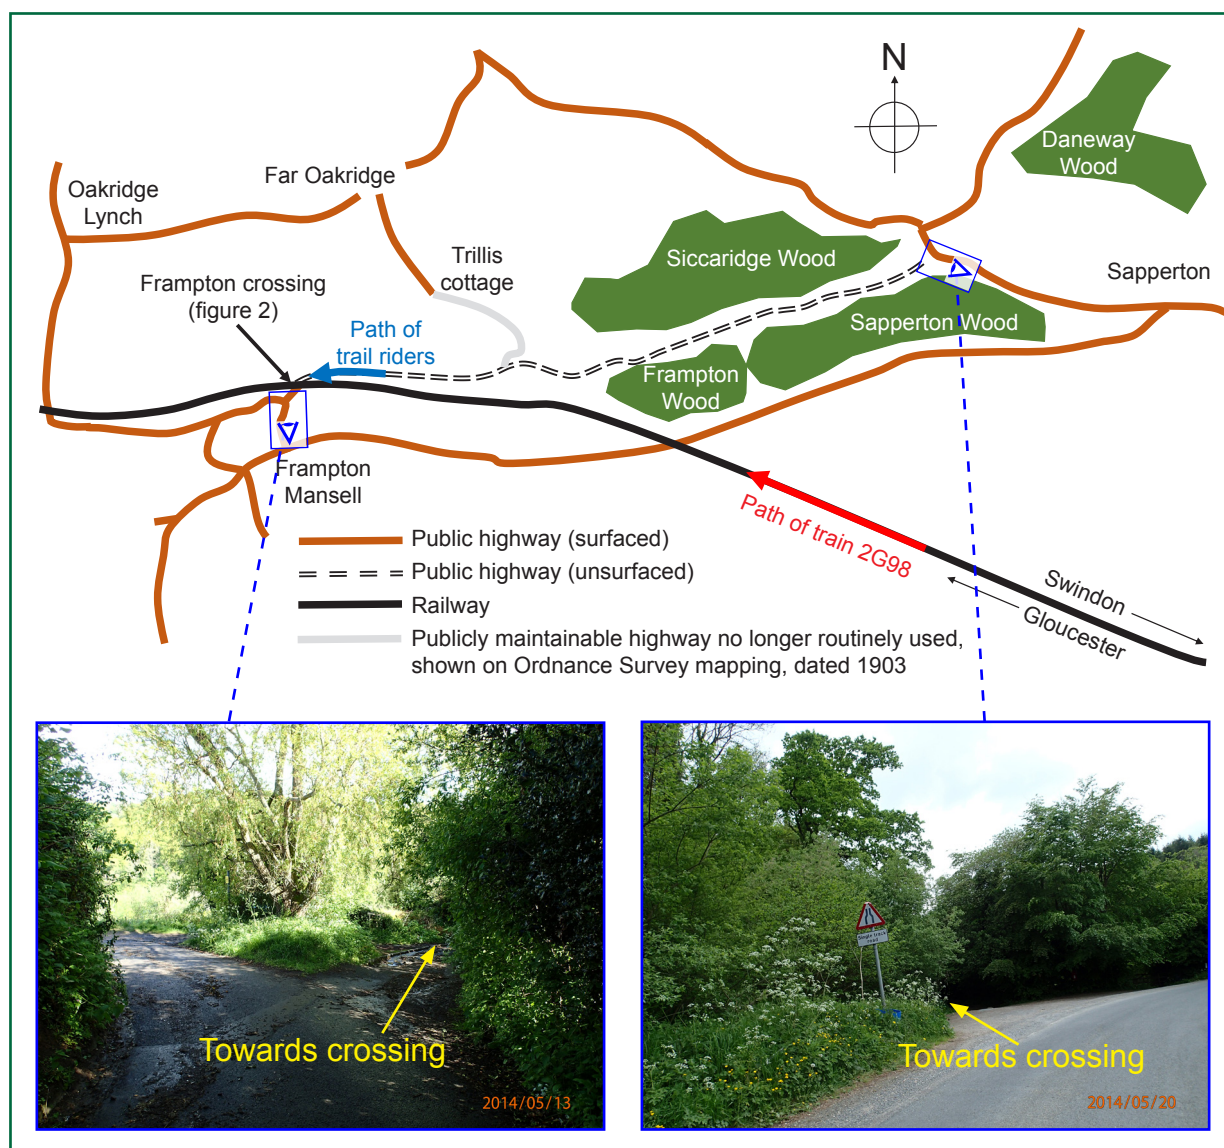 N
Daneway
Wood
Far Oakridge
Oakridge
Lynch
Siccaridge Wood
Trillis
cottage
Sapperton
Frampton crossing
(figure 2)
Path of
trail riders
Sapperton Wood
Frampton
Wood
Frampton
Mansell
Path of train 2G98
Swindon
Gloucester
Public highway (surfaced)
Public highway (unsurfaced)
Railway
Publicly maintainable highway no longer routinely used,
shown on Ordnance Survey mapping, dated 1903
Towards crossing
2014/05/13
Single track
road
Towards crossing
2014/05/20